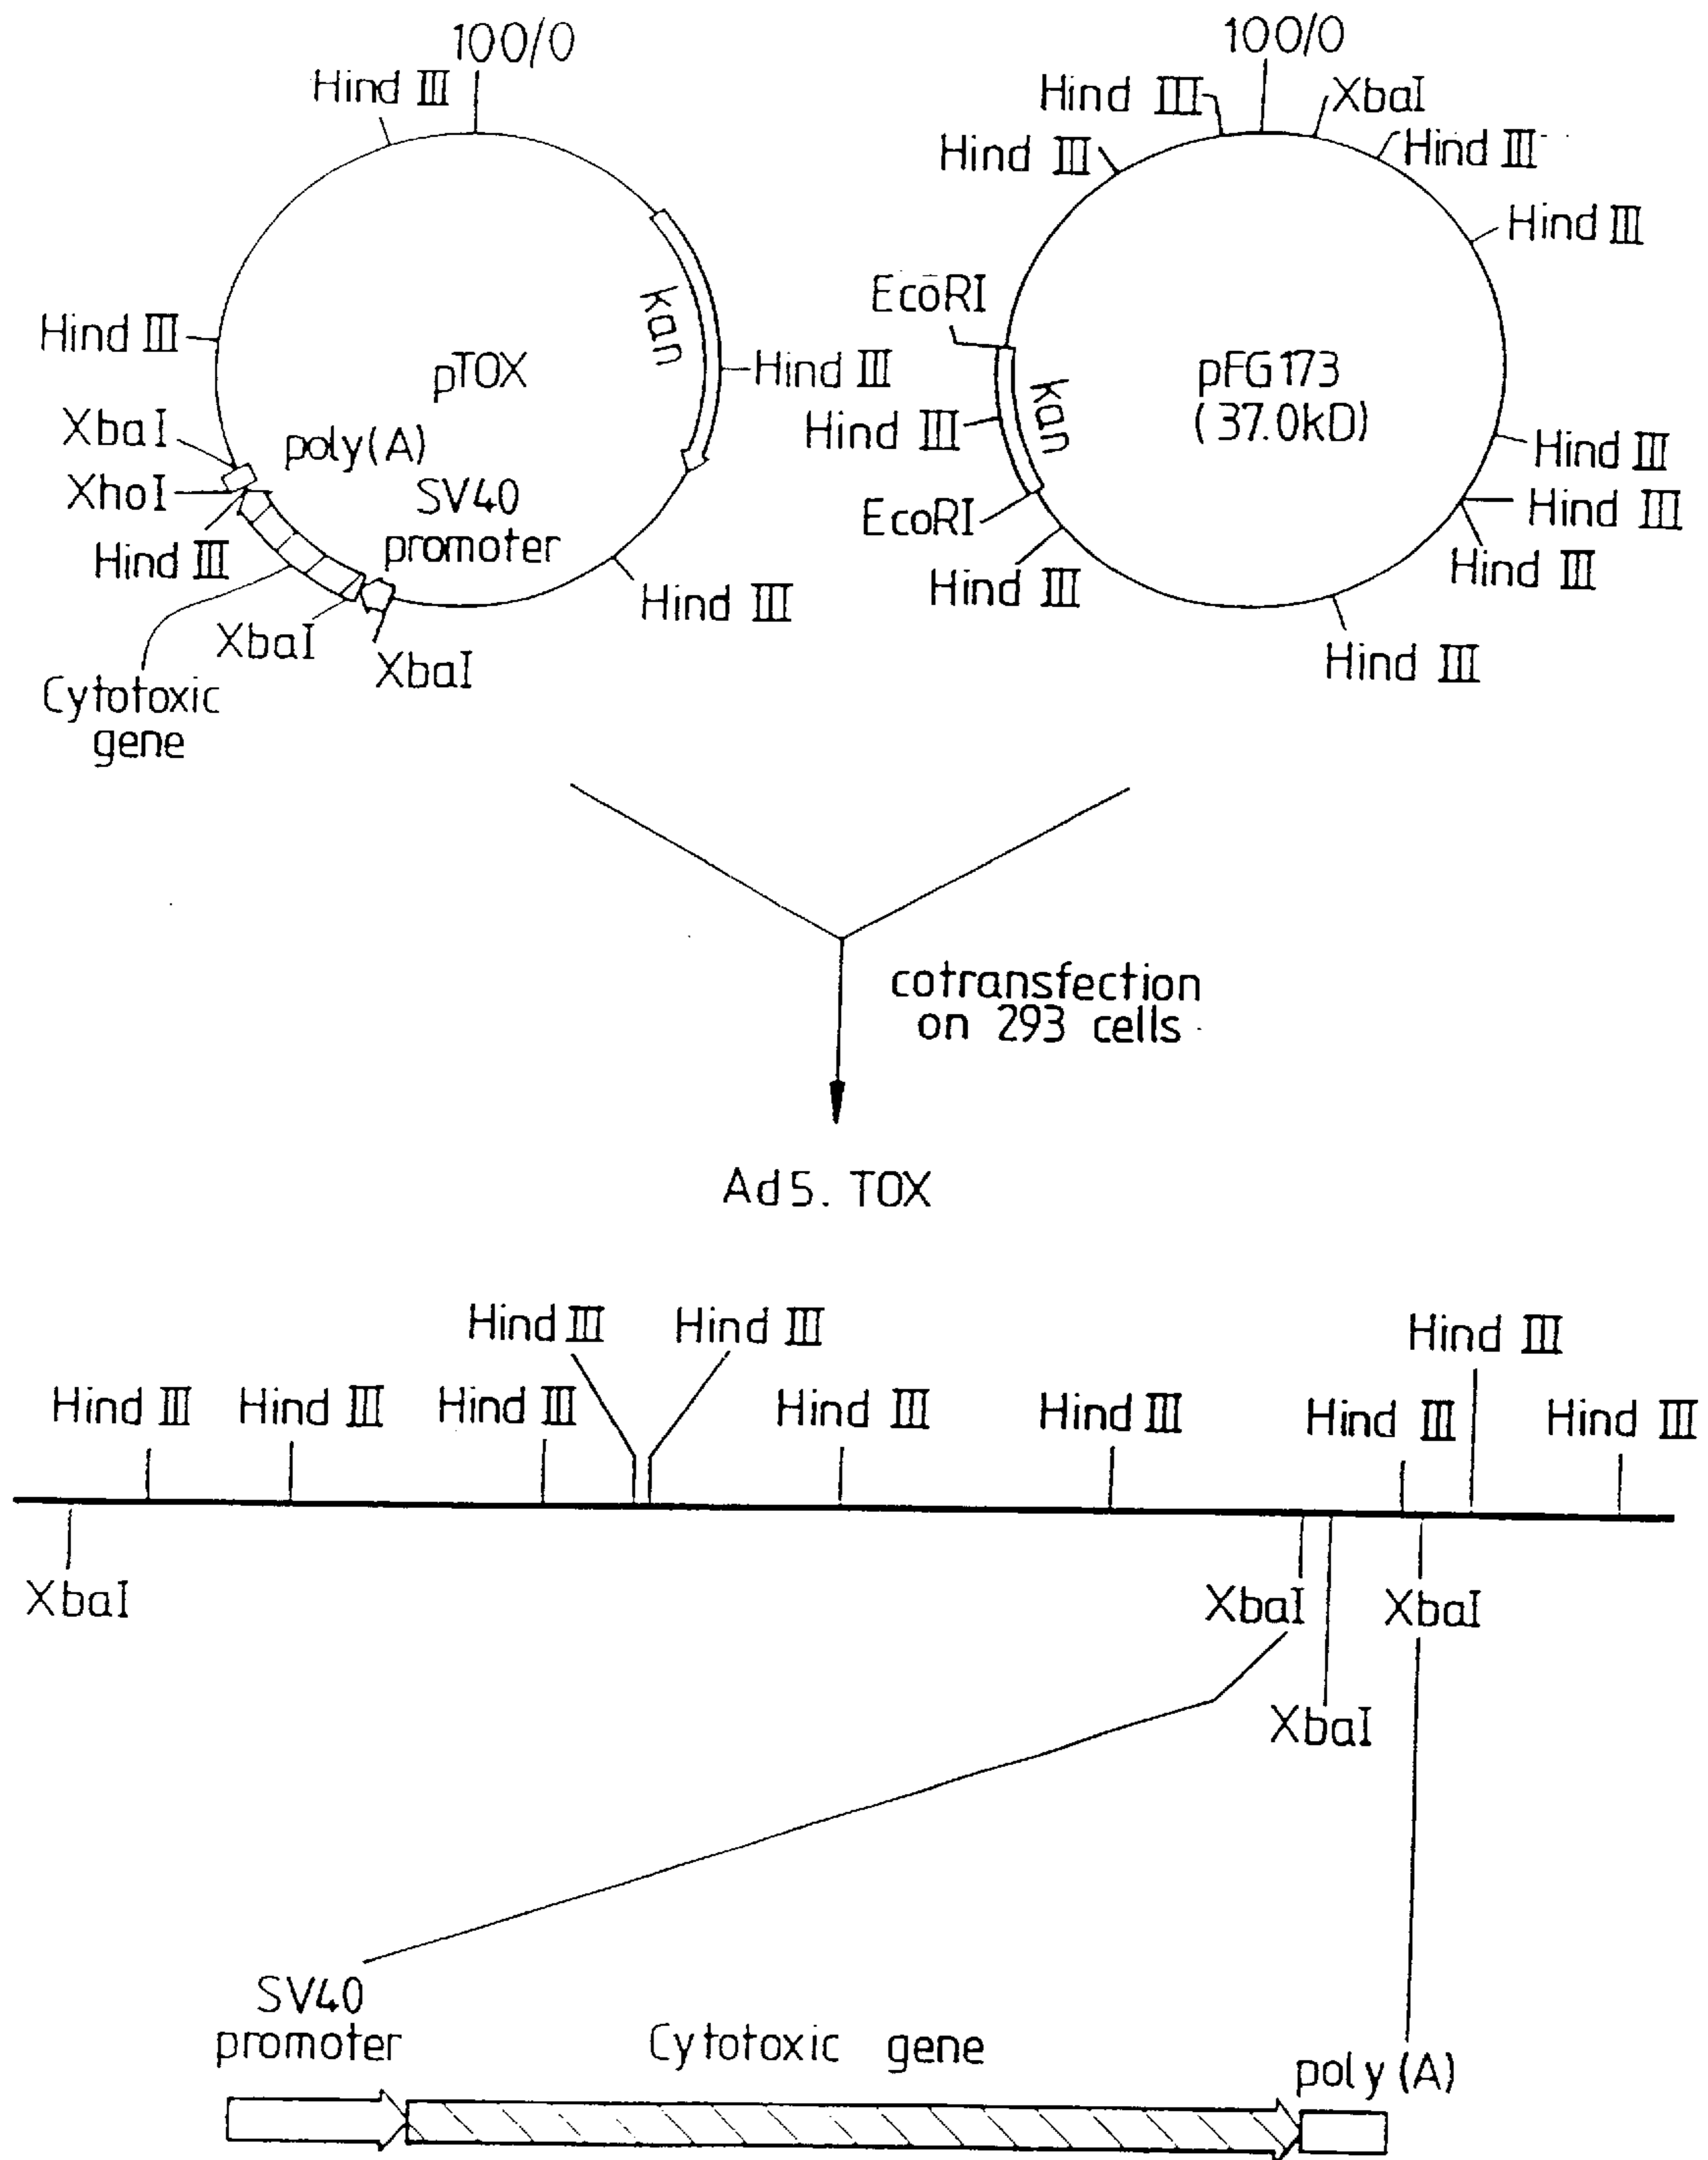 100/0
Hind III
Hind III
kan
pTOX
Hind III
XbaI
poly(A)
XhoI
SV40
promoter
Hind III
Hind III
XbaI
XbaI
Cytotoxic
gene
100/0
Hind III
XbaI
Hind III
Hind III
Hind III
EcoRI
pFG173
(37.0kD)
kan
Hind III
Hind III
EcoRI
Hind III
Hind III
Hind III
Hind III
cotransfection
on 293 cells
Ad5. TOX
Hind III
Hind III
Hind III
Hind III
Hind III
Hind III
Hind III
Hind III
Hind III
Hind III
XbaI
XbaI
XbaI
XbaI
SV40
promoter
Cytotoxic gene
poly (A)